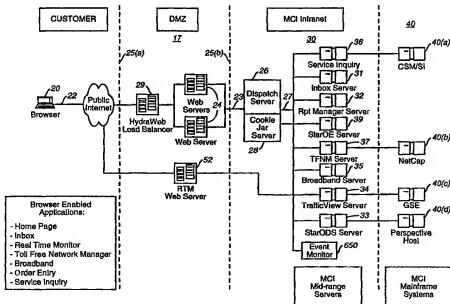 CUSTOMER
DMZ
MCI Intranet
40
17
30
25(a)
25(b)
36
40(a)
Service Inquiry
CSM/SI
20
22
Browser
Public
Internet
29
HydraWeb
Load Balancer
Web
Servers
24
Web Server
23
26
Dispatch
Server
27
Cookie
Jar
Server
28
31
Inbox Server
32
Rpt Manager Server
39
StarOE Server
37
40(b)
TFNM Server
NetCap
35
Broadband Server
52
RTM
Web Server
34
40(c)
TrafficView Server
GSE
33
40(d)
StarODS Server
Perspective
Host
Event
Monitor
650
Browser Enabled
Applications:
- Home Page
- Inbox
- Real Time Monitor
- Toll Free Network Manager
- Broadband
- Order Entry
- Service Inquiry
MCI
Mid-range
Servers
MCI
Mainframe
Systems